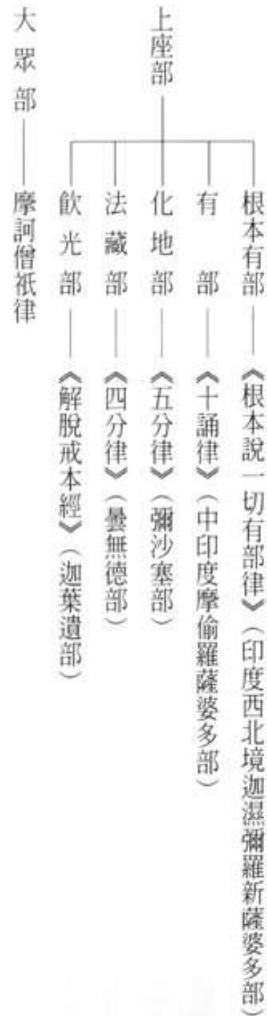 上座部
根本有部——《根本說一切有部律》(印度西北境迦濕彌羅新薩婆多部)
有部——《十誦律》(中印度摩偷羅薩婆多部)
化地部——《五分律》(彌沙塞部)
法藏部——《四分律》(曇無德部)
飲光部——《解脫戒本經》(迦葉遺部)
大眾部——摩訶僧祇律